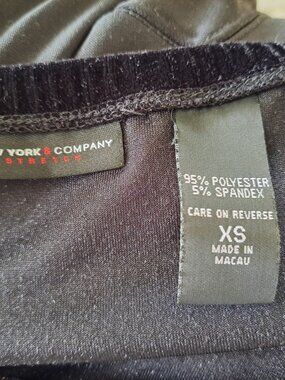 YORK & COMPANY
STRETCH
95% POLYESTER
5% SPANDEX
CARE ON REVERSE
XS
MADE IN
MACAU